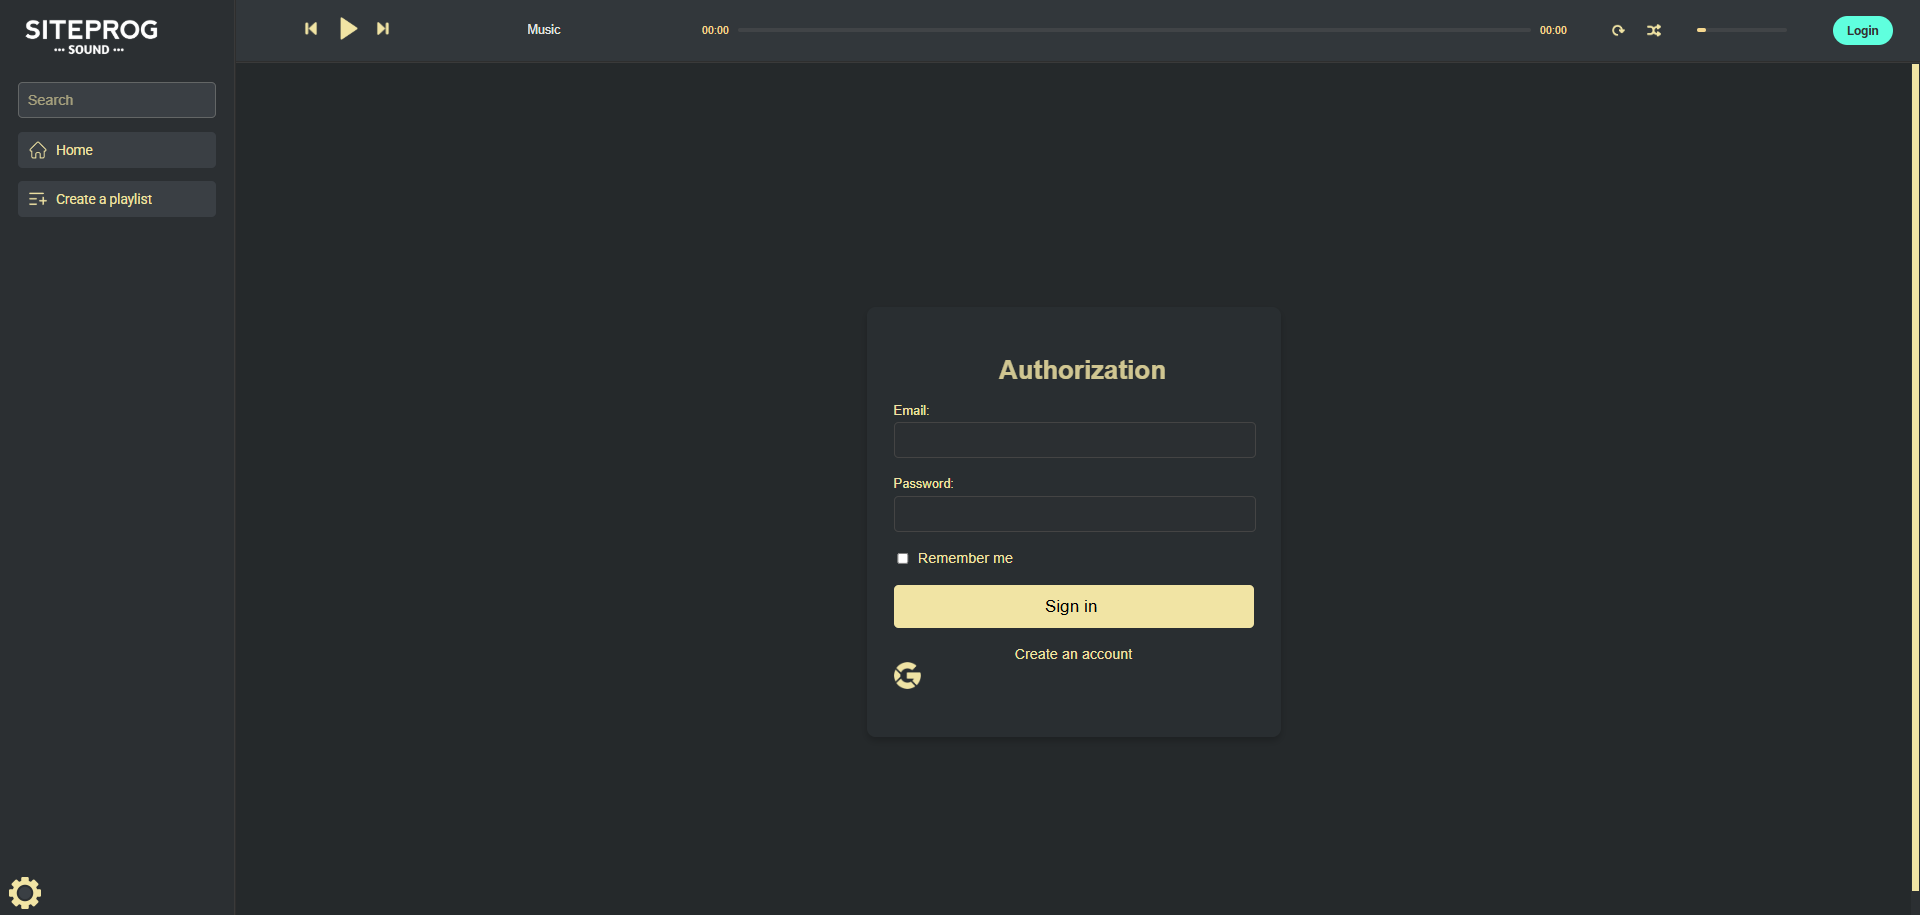 SITEPROG
••• SOUND •••
Music
00:00
00:00
Login
Search
Home
Create a playlist
Authorization
Email:
Password:
Remember me
Sign in
Create an account
G